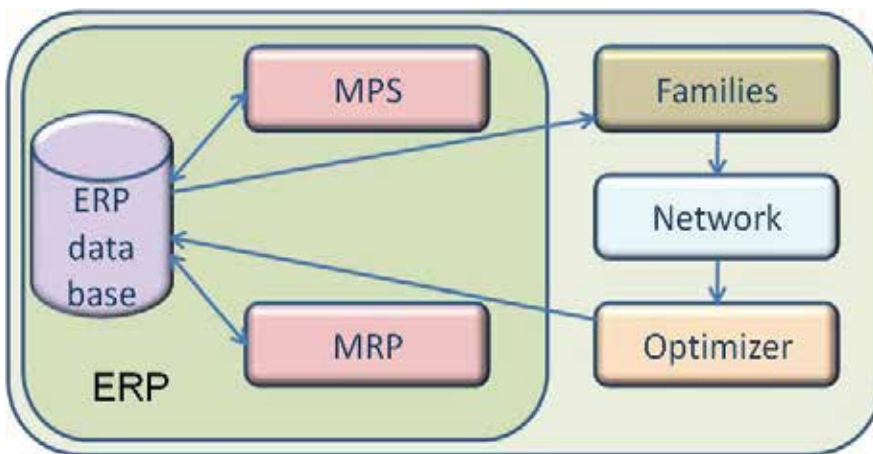 MPS
Families
ERP
data
base
Network
MRP
Optimizer
ERP